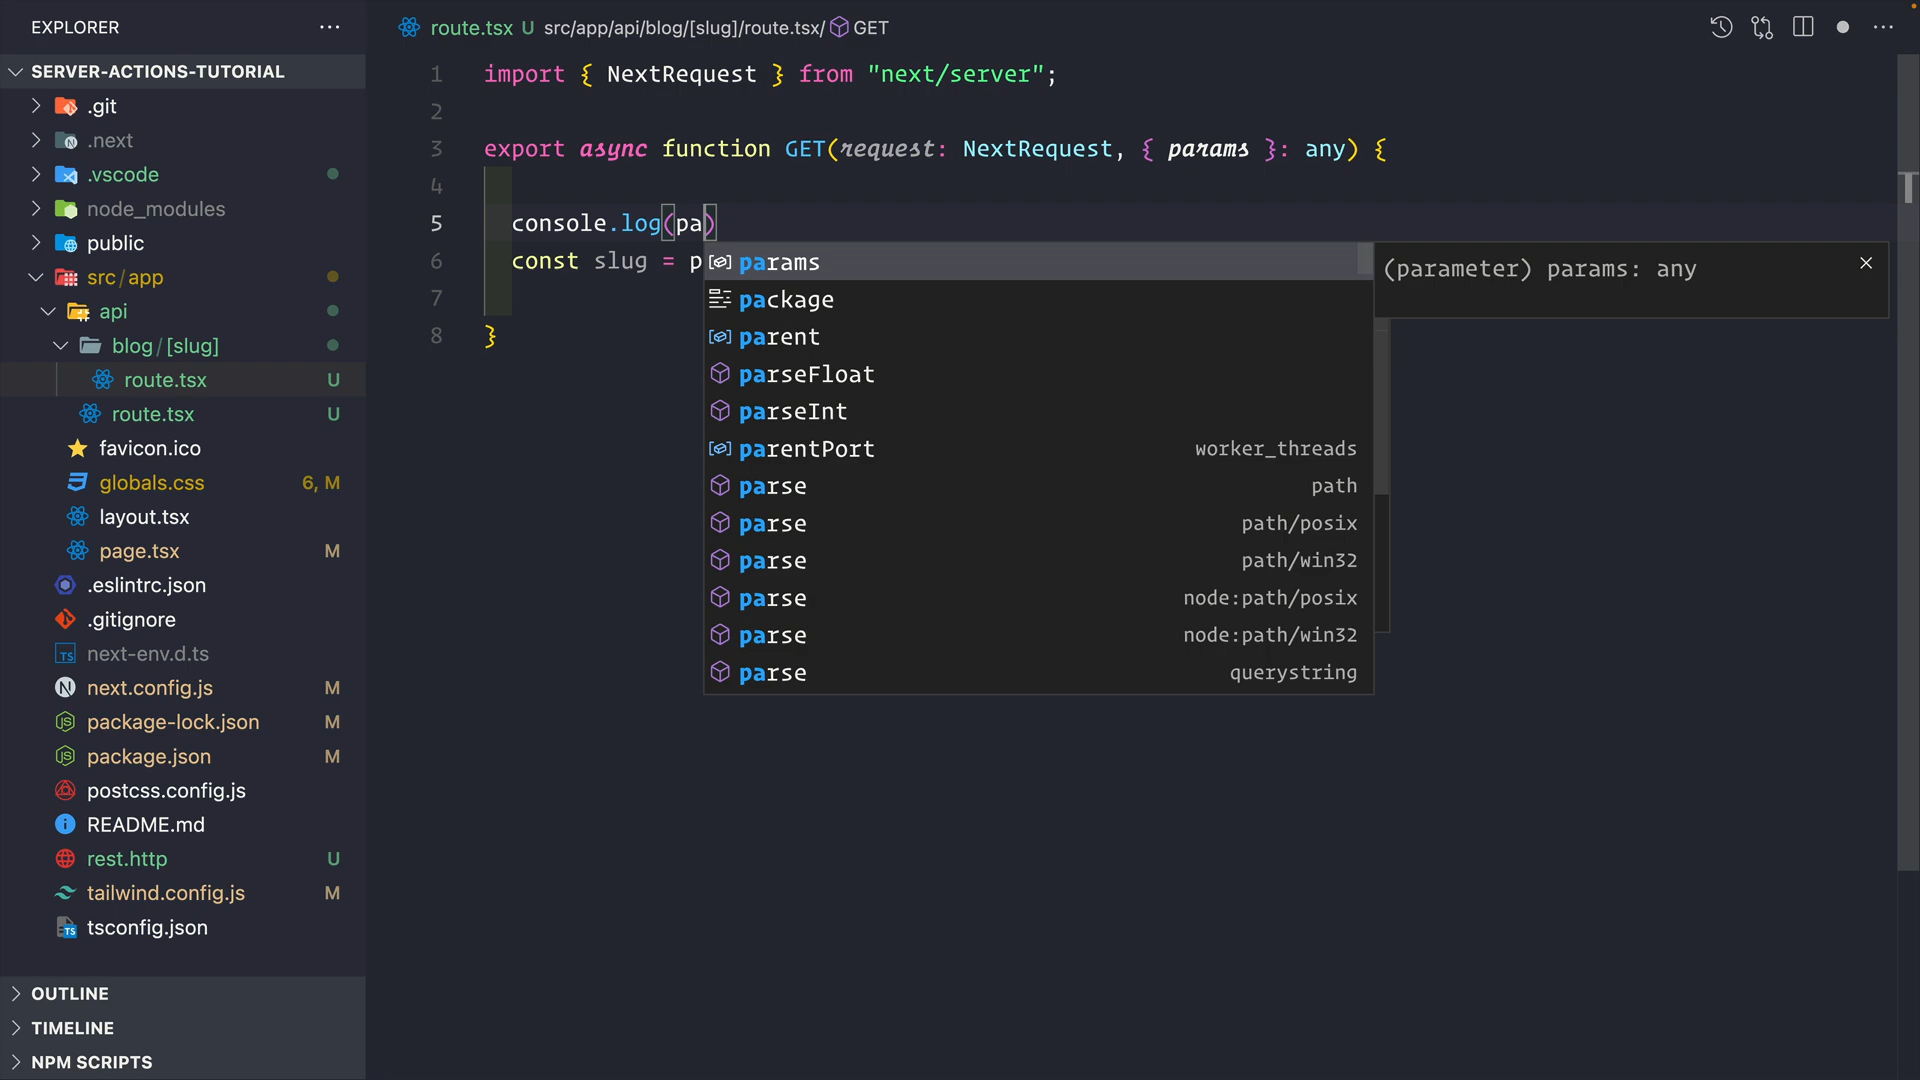 EXPLORER
SERVER-ACTIONS-TUTORIAL
.git
.next
.vscode
node_modules
public
src/app
api
blog/[slug]
route.tsx U
route.tsx U
favicon.ico
globals.css 6, M
layout.tsx
page.tsx M
.eslintrc.json
.gitignore
next-env.d.ts
next.config.js M
package-lock.json M
package.json M
postcss.config.js
README.md
rest.http U
tailwind.config.js M
tsconfig.json
OUTLINE
TIMELINE
NPM SCRIPTS
route.tsx U src/app/api/blog/[slug]/route.tsx/ GET
1 import { NextRequest } from "next/server";
2
3 export async function GET(request: NextRequest, { params }: any) {
4
5 console.log(pa)
6 const slug = p
7
8 }
params
package
parent
parseFloat
parseInt
parentPort worker_threads
parse path
parse path/posix
parse path/win32
parse node:path/posix
parse node:path/win32
parse querystring
(parameter) params: any